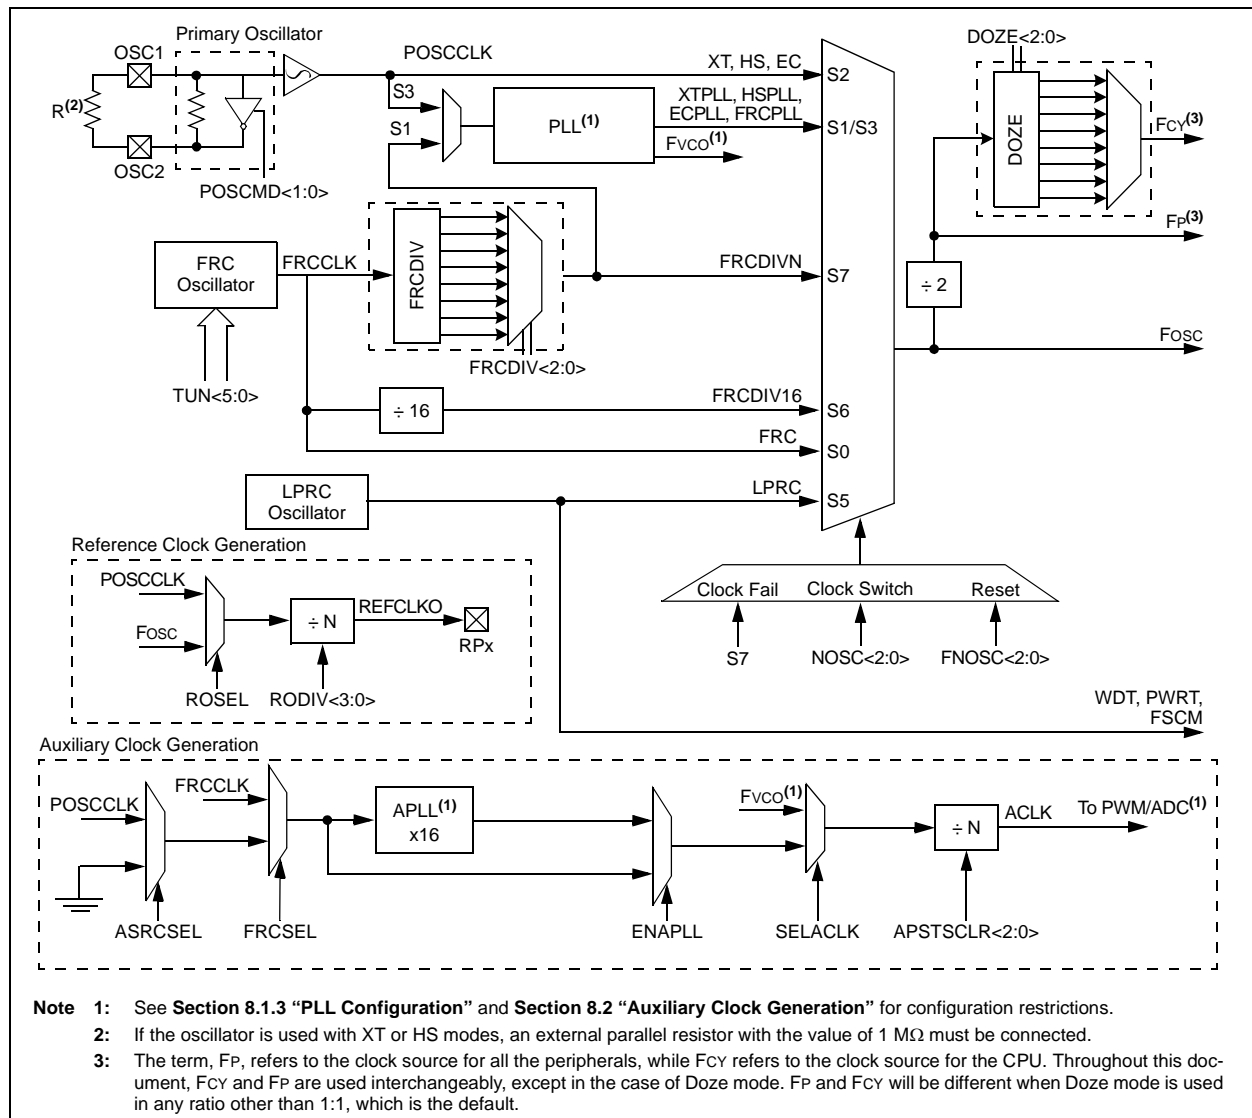 Primary Oscillator
DOZE<2:0>
OSC1
POSCCLK
XT, HS, EC
S2
R(2)
S3
XTPLL, HSPLL,
ECPLL, FRCPLL
PLL(1)
S1/S3
S1
FVCO(1)
DOZE
FCY(3)
OSC2
POSCMD<1:0>
FP(3)
FRC
Oscillator
FRCCLK
FRCDIV
FRCDIVN
S7
÷ 2
FOSC
FRCDIV<2:0>
TUN<5:0>
÷ 16
FRCDIV16
S6
FRC
S0
LPRC
Oscillator
LPRC
S5
Reference Clock Generation
POSCCLK
FOSC
÷ N
REFCLKO
RPx
ROSEL
RODIV<3:0>
Clock Fail
Clock Switch
Reset
S7
NOSC<2:0>
FNOSC<2:0>
WDT, PWRT,
FSCM
Auxiliary Clock Generation
FRCCLK
POSCCLK
APLL(1)
x16
FVCO(1)
÷ N
ACLK
To PWM/ADC(1)
ASRCSEL
FRCSEL
ENAPLL
SELACLK
APSTSCLR<2:0>
Note 1: See Section 8.1.3 “PLL Configuration” and Section 8.2 “Auxiliary Clock Generation” for configuration restrictions.
2: If the oscillator is used with XT or HS modes, an external parallel resistor with the value of 1 MΩ must be connected.
3: The term, FP, refers to the clock source for all the peripherals, while FCY refers to the clock source for the CPU. Throughout this doc-
ument, FCY and FP are used interchangeably, except in the case of Doze mode. FP and FCY will be different when Doze mode is used
in any ratio other than 1:1, which is the default.